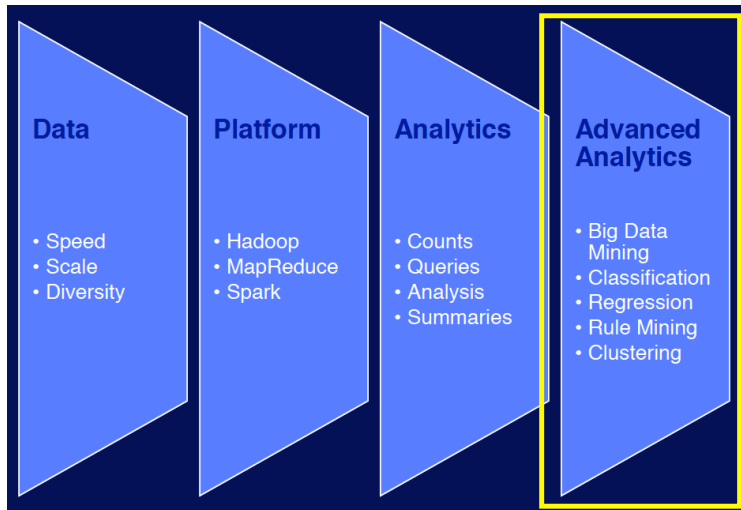 Data
• Speed
• Scale
• Diversity
Platform
• Hadoop
• MapReduce
• Spark
Analytics
• Counts
• Queries
• Analysis
• Summaries
Advanced
Analytics
• Big Data
Mining
• Classification
• Regression
• Rule Mining
• Clustering